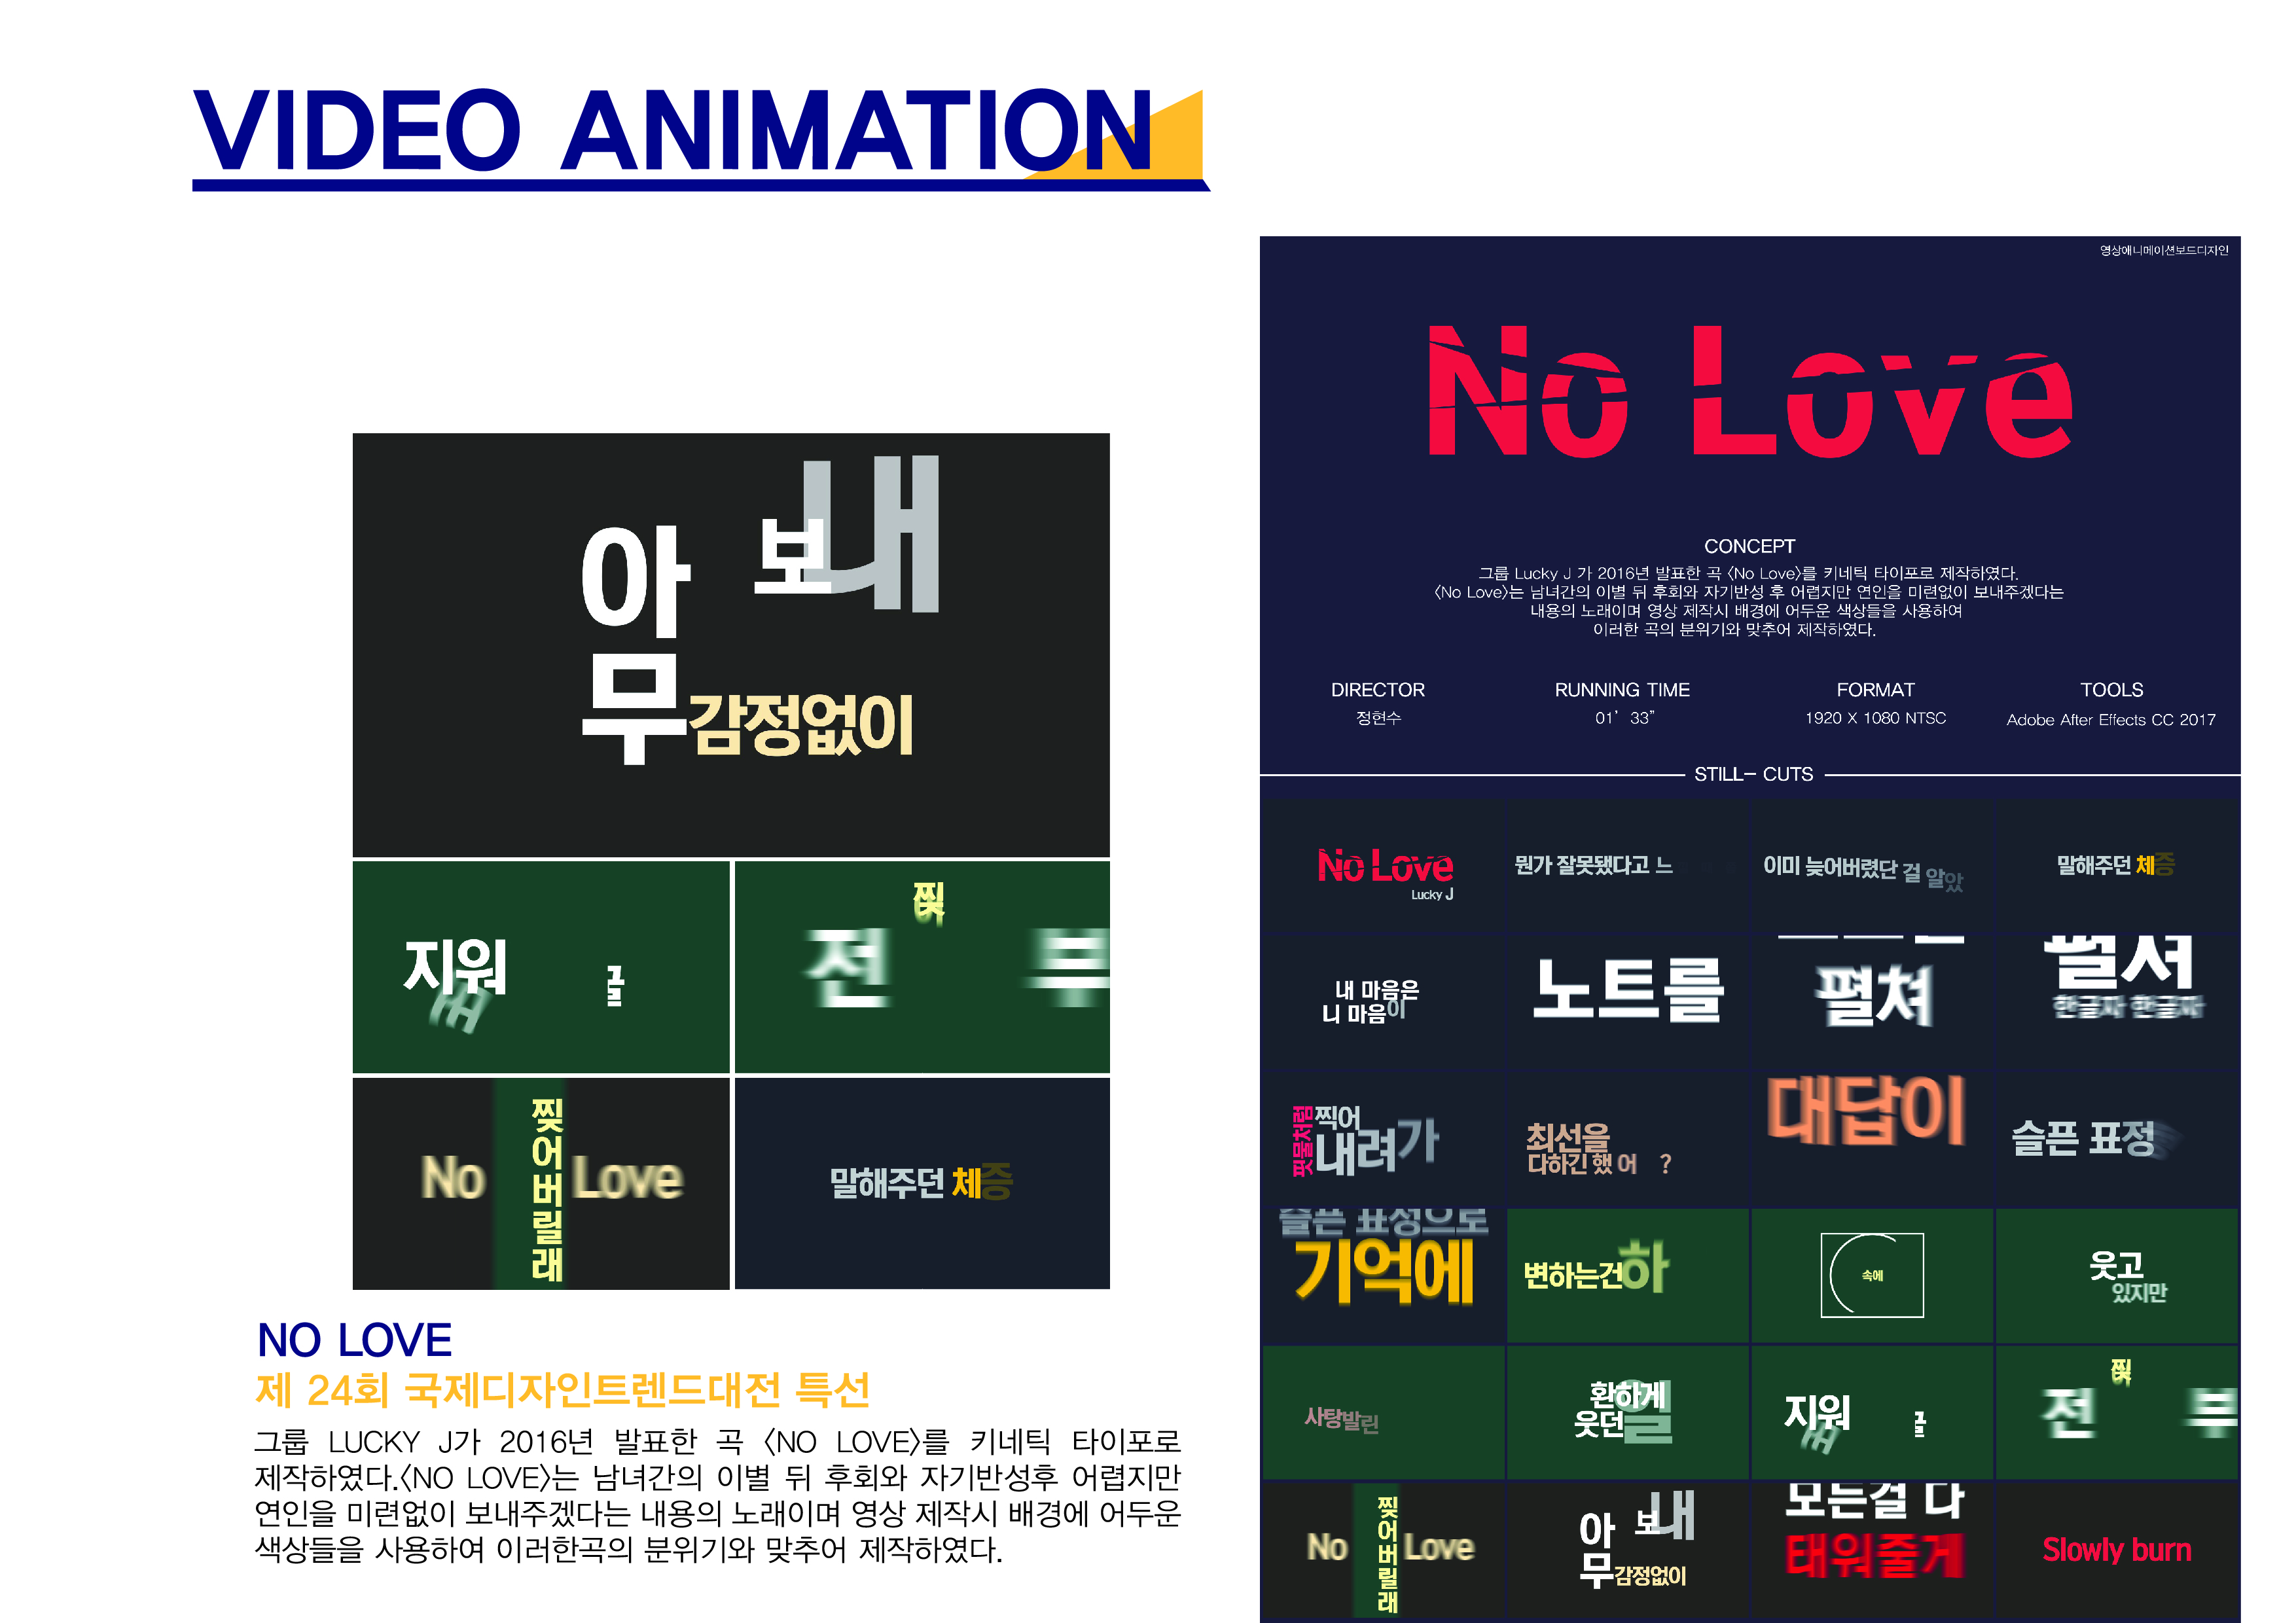 VIDEO ANIMATION
아 보내
무감정없이
지워
버
글
찢
어
전 부
No 찢어버릴래 Love
말해주던 체증
NO LOVE
제 24회 국제디자인트렌드대전 특선
그룹 LUCKY J가 2016년 발표한 곡 〈NO LOVE〉를 키네틱 타이포로
제작하였다.〈NO LOVE〉는 남녀간의 이별 뒤 후회와 자기반성후 어렵지만
연인을 미련없이 보내주겠다는 내용의 노래이며 영상 제작시 배경에 어두운
색상들을 사용하여 이러한곡의 분위기와 맞추어 제작하였다.
영상애니메이션보드디자인
No Love
CONCEPT
그룹 Lucky J 가 2016년 발표한 곡 〈No Love〉를 키네틱 타이포로 제작하였다.
〈No Love〉는 남녀간의 이별 뒤 후회와 자기반성 후 어렵지만 연인을 미련없이 보내주겠다는
내용의 노래이며 영상 제작시 배경에 어두운 색상들을 사용하여
이러한 곡의 분위기와 맞추어 제작하였다.
DIRECTOR RUNNING TIME FORMAT TOOLS
정현수 01’ 33” 1920 X 1080 NTSC Adobe After Effects CC 2017
STILL- CUTS
No Love
Lucky J
뭔가 잘못됐다고 느
이미 늦어버렸단 걸 알았
말해주던 체증
내 마음은
니 마음이
노트를
펼쳐
펼쳐
한글자 한글자
핏물처럼
찍어
내려가
최선을
다하긴 했어 ?
대답이
슬픈 표정
슬픈 표정으로
기억에
변하는건 하
속에
웃고
있지만
사탕발린
환하게
웃던 일
지워
버
글
전 부
No 찢어버릴래 Love
아 보내
무감정없이
모든걸 다
태워줄게
Slowly burn